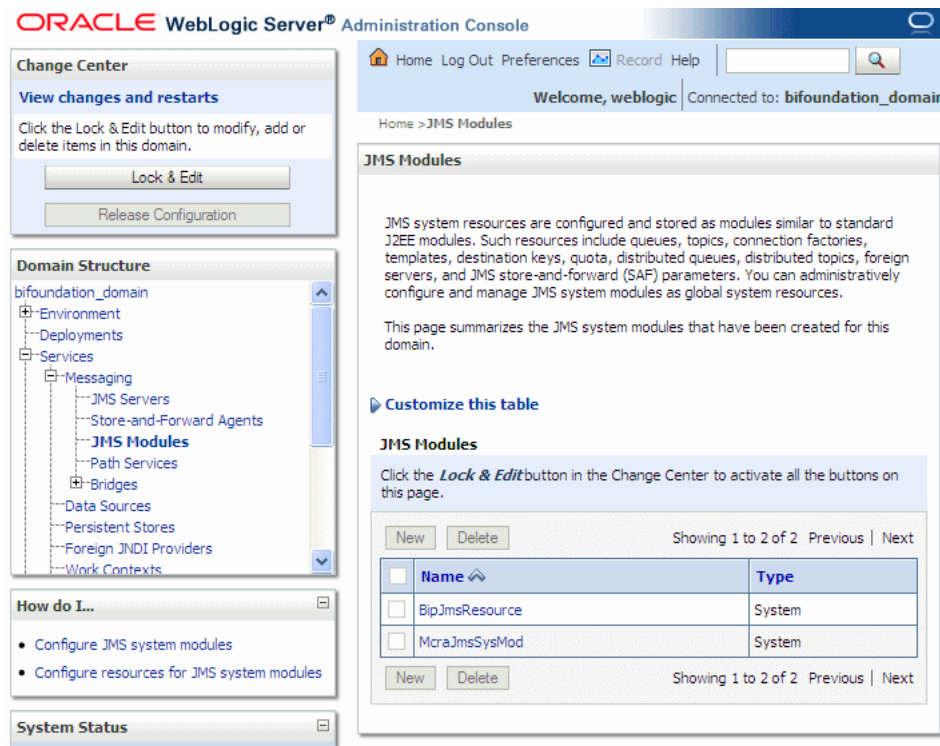 ORACLE WebLogic Server® Administration Console
Change Center
View changes and restarts
Click the Lock & Edit button to modify, add or
delete items in this domain.
Lock & Edit
Release Configuration
Domain Structure
bifoundation_domain
Environment
Deployments
Services
Messaging
JMS Servers
Store-and-Forward Agents
JMS Modules
Path Services
Bridges
Data Sources
Persistent Stores
Foreign JNDI Providers
Work Contexts
How do I...
Configure JMS system modules
Configure resources for JMS system modules
System Status
Home Log Out Preferences Record Help
Welcome, weblogic Connected to: bifoundation_domain
Home >JMS Modules
JMS Modules
JMS system resources are configured and stored as modules similar to standard
J2EE modules. Such resources include queues, topics, connection factories,
templates, destination keys, quota, distributed queues, distributed topics, foreign
servers, and JMS store-and-forward (SAF) parameters. You can administratively
configure and manage JMS system modules as global system resources.
This page summarizes the JMS system modules that have been created for this
domain.
Customize this table
JMS Modules
Click the Lock & Edit button in the Change Center to activate all the buttons on
this page.
New Delete Showing 1 to 2 of 2 Previous | Next
Name Type
BipJmsResource System
McraJmsSysMod System
New Delete Showing 1 to 2 of 2 Previous | Next